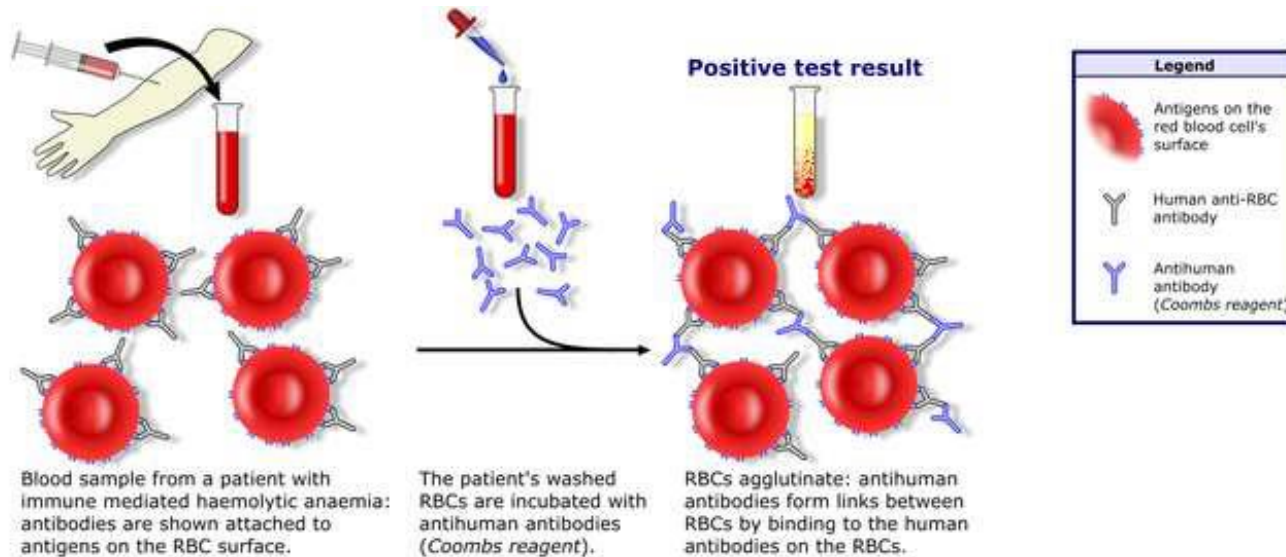 Positive test result
Legend
Antigens on the
red blood cell's
surface
Human anti-RBC
antibody
Antihuman
antibody
(Coombs reagent)
Blood sample from a patient with
immune mediated haemolytic anaemia:
antibodies are shown attached to
antigens on the RBC surface.
The patient's washed
RBCs are incubated with
antihuman antibodies
(Coombs reagent).
RBCs agglutinate: antihuman
antibodies form links between
RBCs by binding to the human
antibodies on the RBCs.